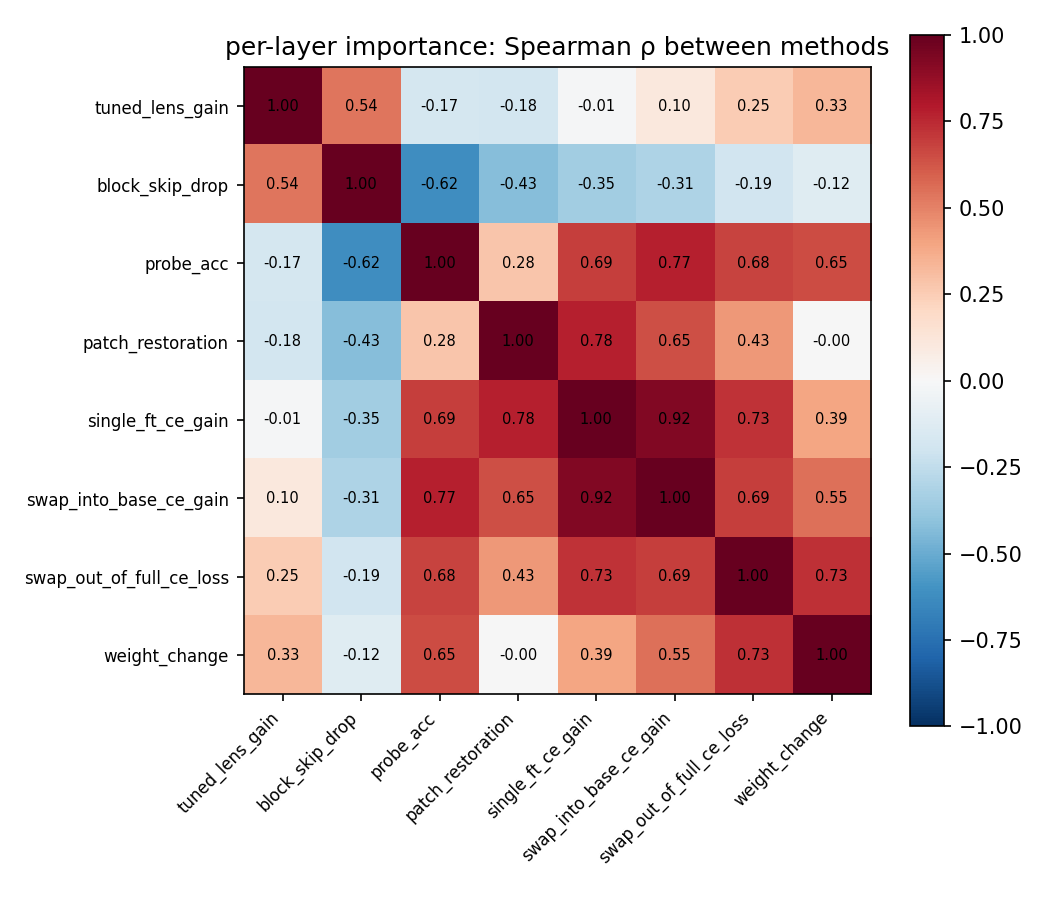 per-layer importance: Spearman ρ between methods
tuned_lens_gain 1.00 0.54 -0.17 -0.18 -0.01 0.10 0.25 0.33
block_skip_drop 0.54 1.00 -0.62 -0.43 -0.35 -0.31 -0.19 -0.12
probe_acc -0.17 -0.62 1.00 0.28 0.69 0.77 0.68 0.65
patch_restoration -0.18 -0.43 0.28 1.00 0.78 0.65 0.43 -0.00
single_ft_ce_gain -0.01 -0.35 0.69 0.78 1.00 0.92 0.73 0.39
swap_into_base_ce_gain 0.10 -0.31 0.77 0.65 0.92 1.00 0.69 0.55
swap_out_of_full_ce_loss 0.25 -0.19 0.68 0.43 0.73 0.69 1.00 0.73
weight_change 0.33 -0.12 0.65 -0.00 0.39 0.55 0.73 1.00
tuned_lens_gain
block_skip_drop
probe_acc
patch_restoration
single_ft_ce_gain
swap_into_base_ce_gain
swap_out_of_full_ce_loss
weight_change
1.00
0.75
0.50
0.25
0.00
−0.25
−0.50
−0.75
−1.00